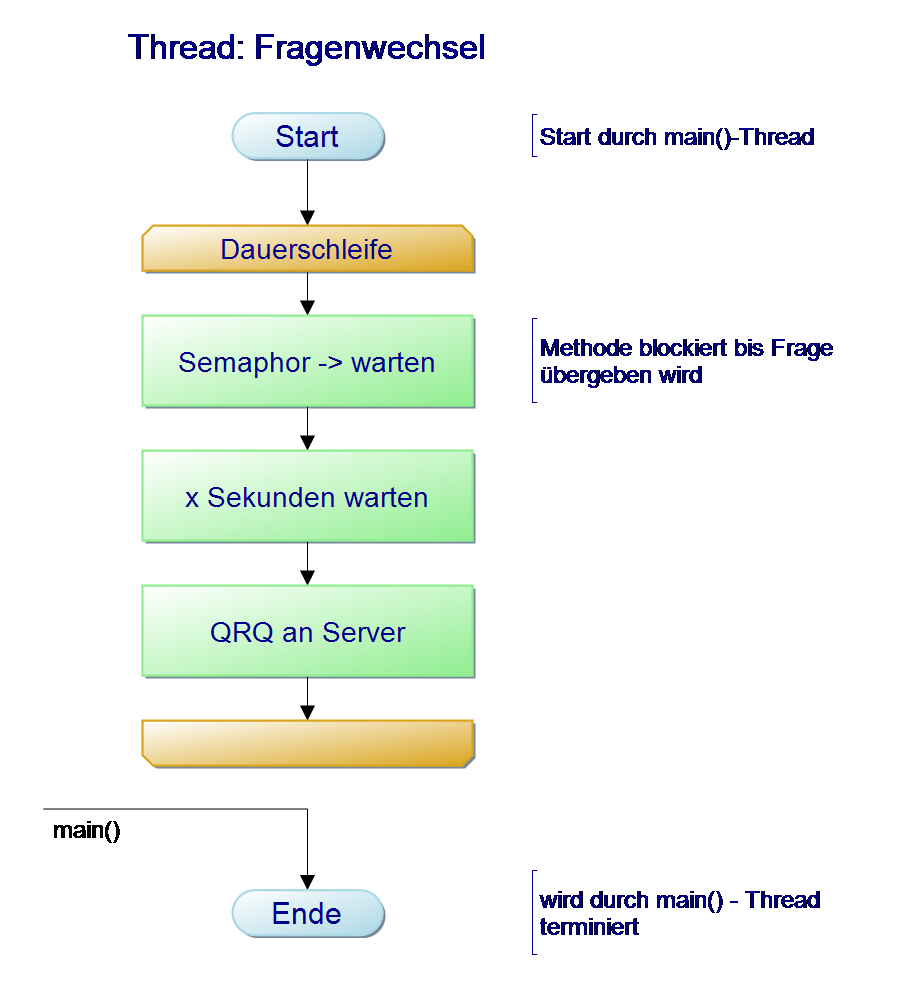 Thread: Fragenwechsel
Start
Start durch main()-Thread
Dauerschleife
Semaphor -> warten
Methode blockiert bis Frage
übergeben wird
x Sekunden warten
QRQ an Server
main()
Ende
wird durch main() - Thread
terminiert